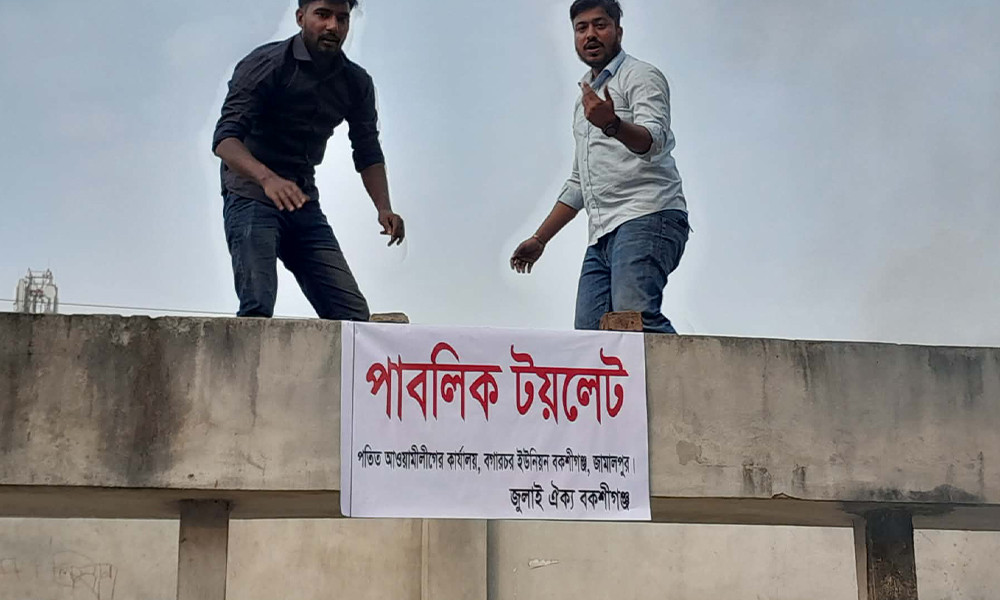 পাবলিক টয়লেট
পতিত আওয়ামীলীগের কার্যালয়, বগারচর ইউনিয়ন বকশীগঞ্জ, জামালপুর।
জুলাই ঐক্য বকশীগঞ্জ